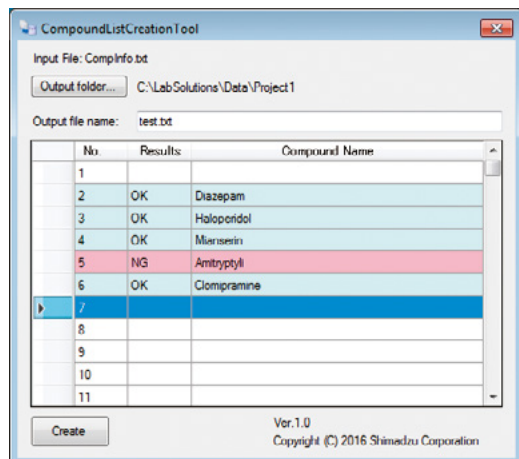 CompoundListCreationTool
Input File: CompInfo.txt
Output folder... C:\LabSolutions\Data\Project1
Output file name: test.txt
No. Results Compound Name
1
2 OK Diazepam
3 OK Haloperidol
4 OK Mianserin
5 NG Amitryptyli
6 OK Clomipramine
7
8
9
10
11
Create
Ver.1.0
Copyright (C) 2016 Shimadzu Corporation